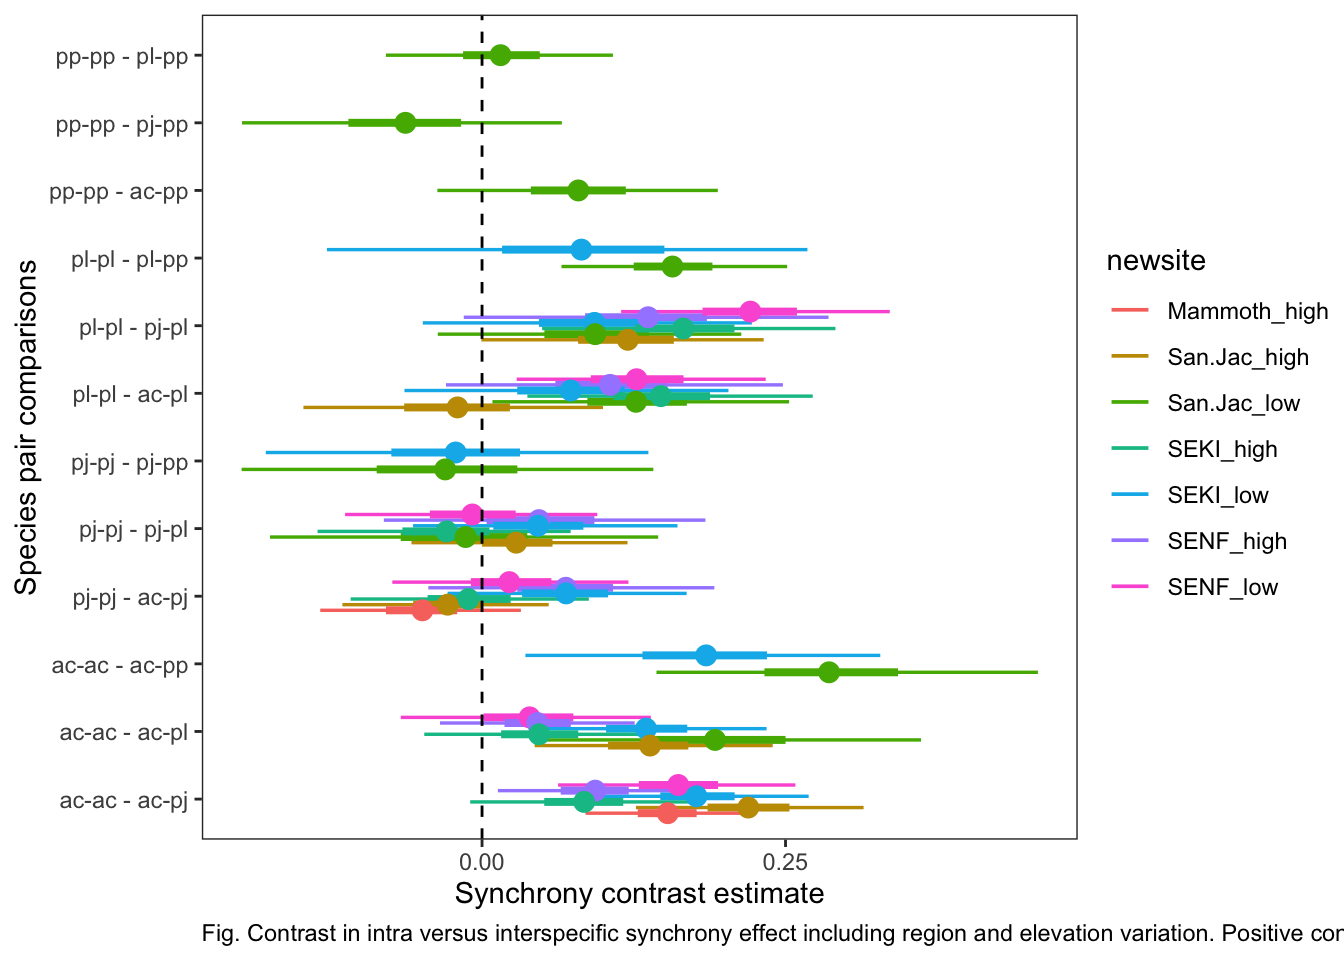 pp-pp - pl-pp
pp-pp - pj-pp
pp-pp - ac-pp
pl-pl - pl-pp
pl-pl - pj-pl
pl-pl - ac-pl
pj-pj - pj-pp
pj-pj - pj-pl
pj-pj - ac-pj
ac-ac - ac-pp
ac-ac - ac-pl
ac-ac - ac-pj
Species pair comparisons
0.00
0.25
Synchrony contrast estimate
newsite
Mammoth_high
San.Jac_high
San.Jac_low
SEKI_high
SEKI_low
SENF_high
SENF_low
Fig. Contrast in intra versus interspecific synchrony effect including region and elevation variation. Positive